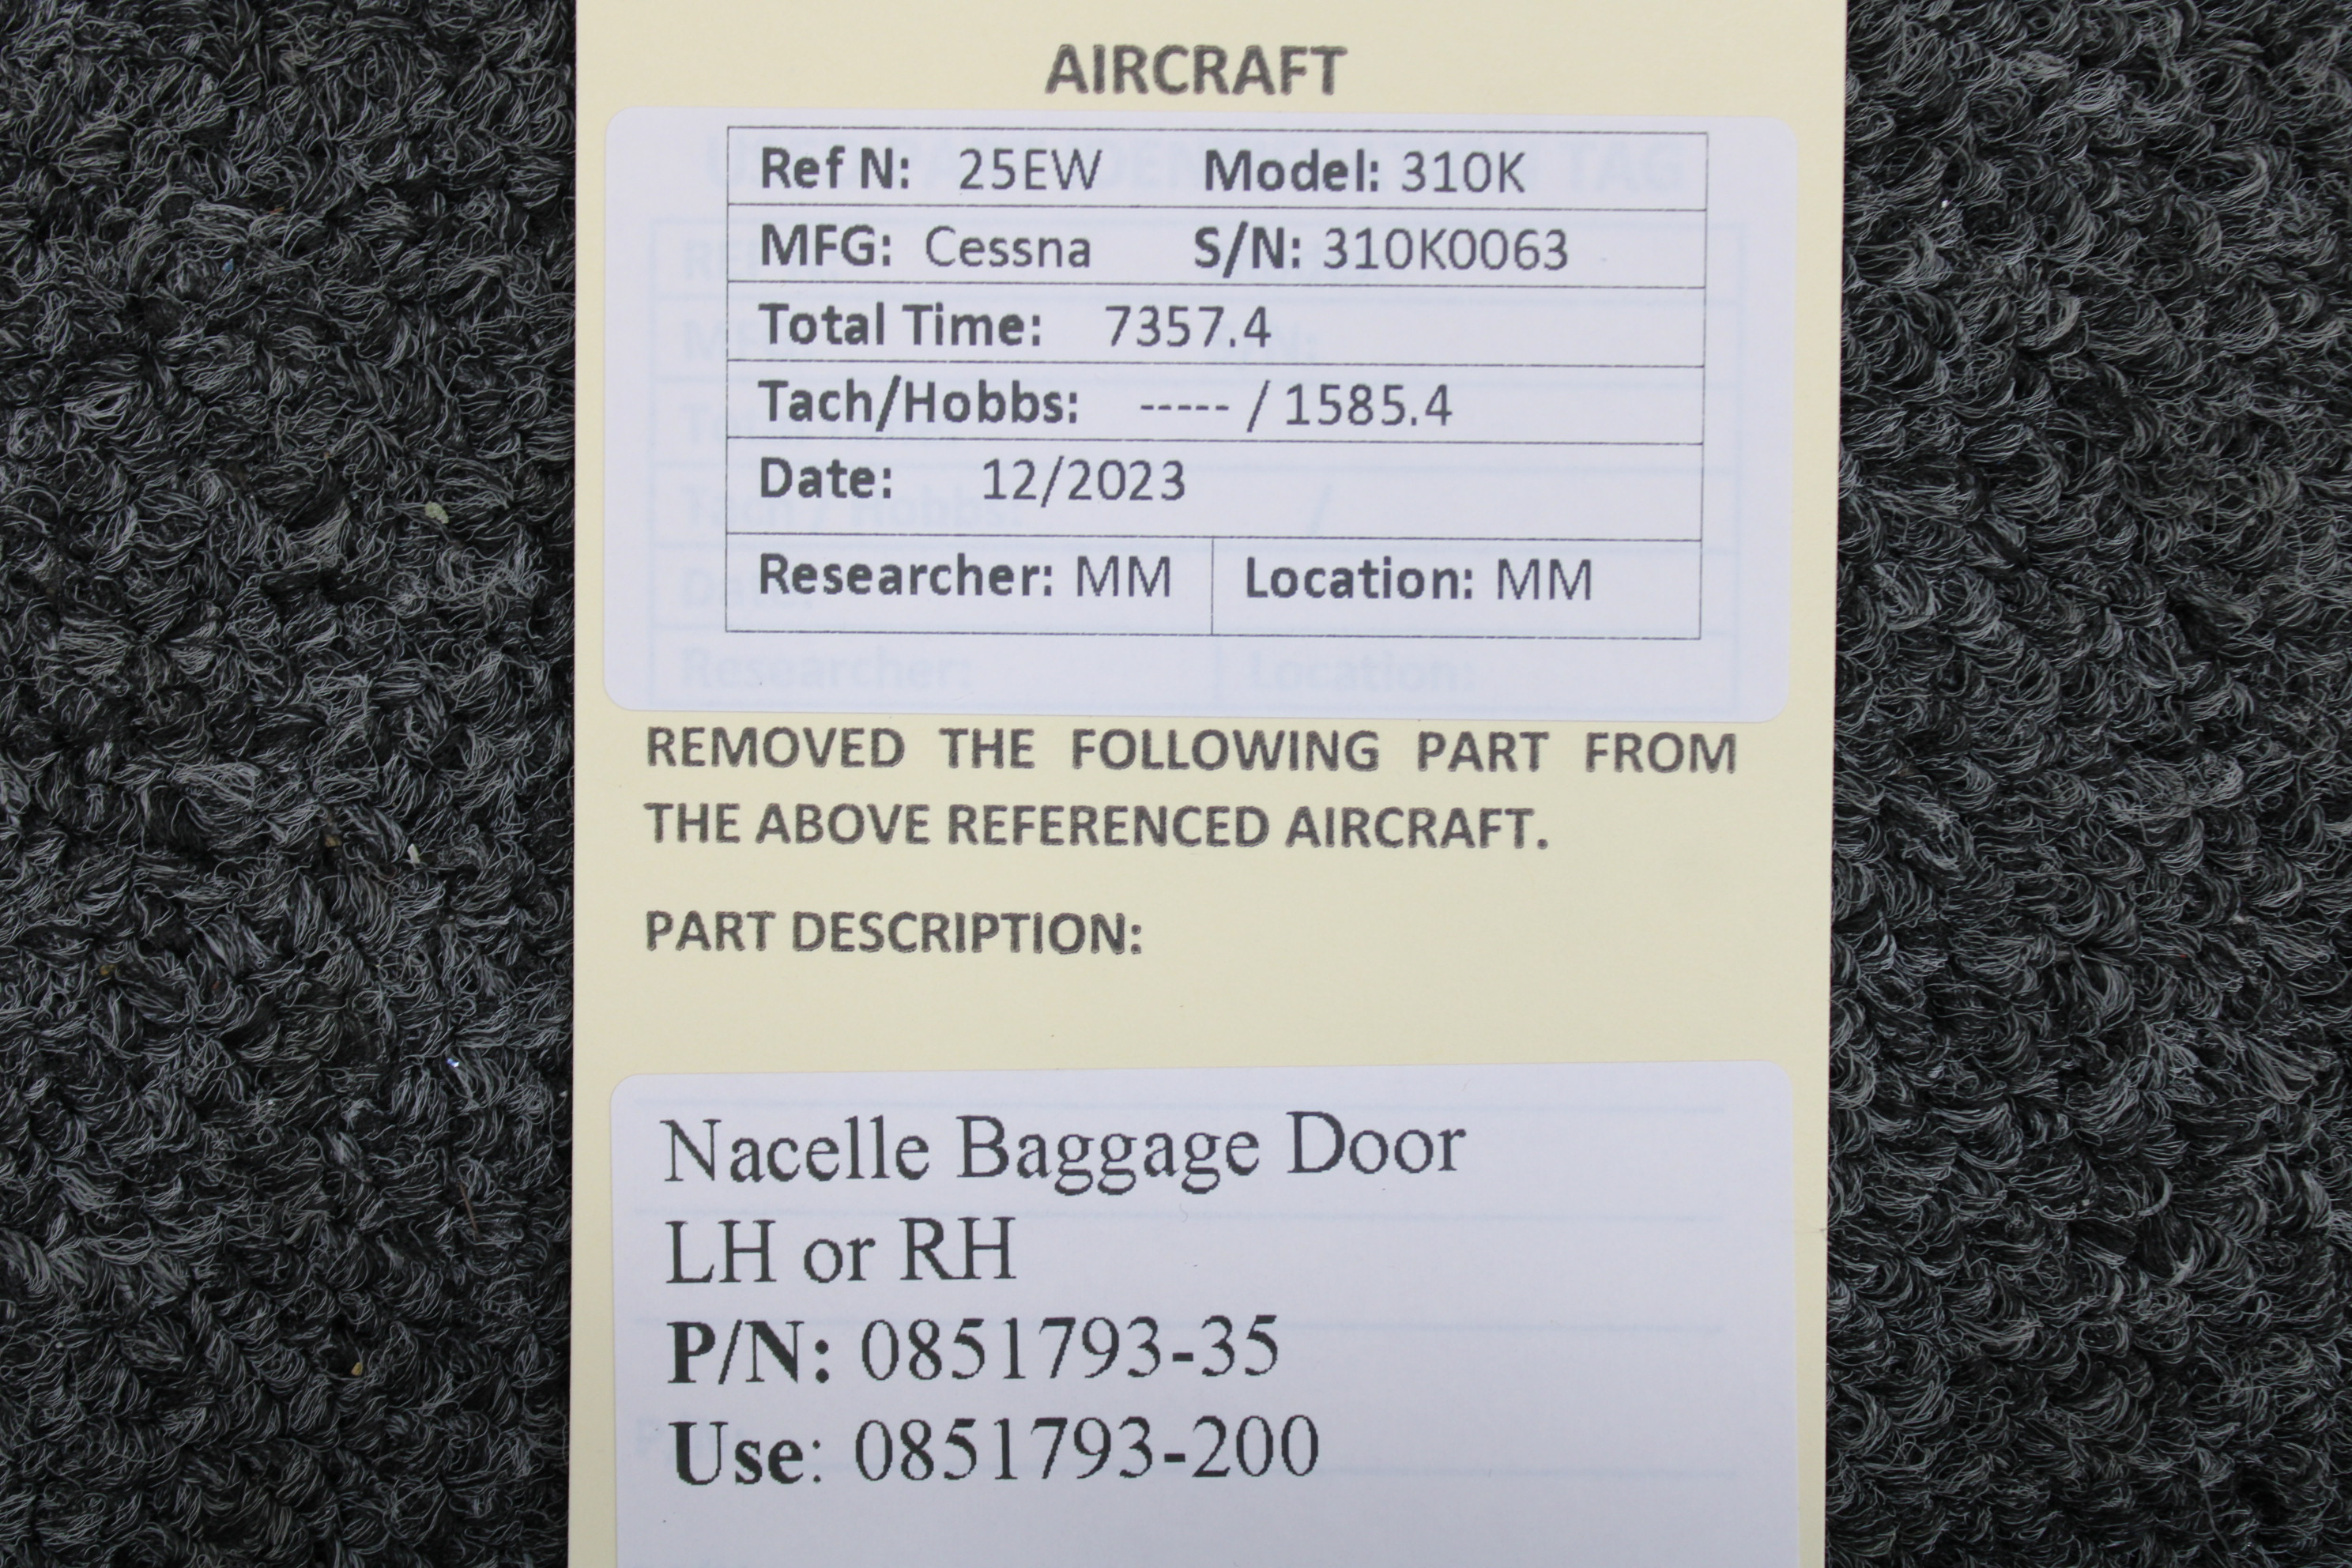 AIRCRAFT
Ref N: 25EW Model: 310K
MFG: Cessna S/N: 310K0063
Total Time: 7357.4
Tach/Hobbs: ----- / 1585.4
Date: 12/2023
Researcher: MM Location: MM
REMOVED THE FOLLOWING PART FROM
THE ABOVE REFERENCED AIRCRAFT.
PART DESCRIPTION:
Nacelle Baggage Door
LH or RH
P/N: 0851793-35
Use: 0851793-200